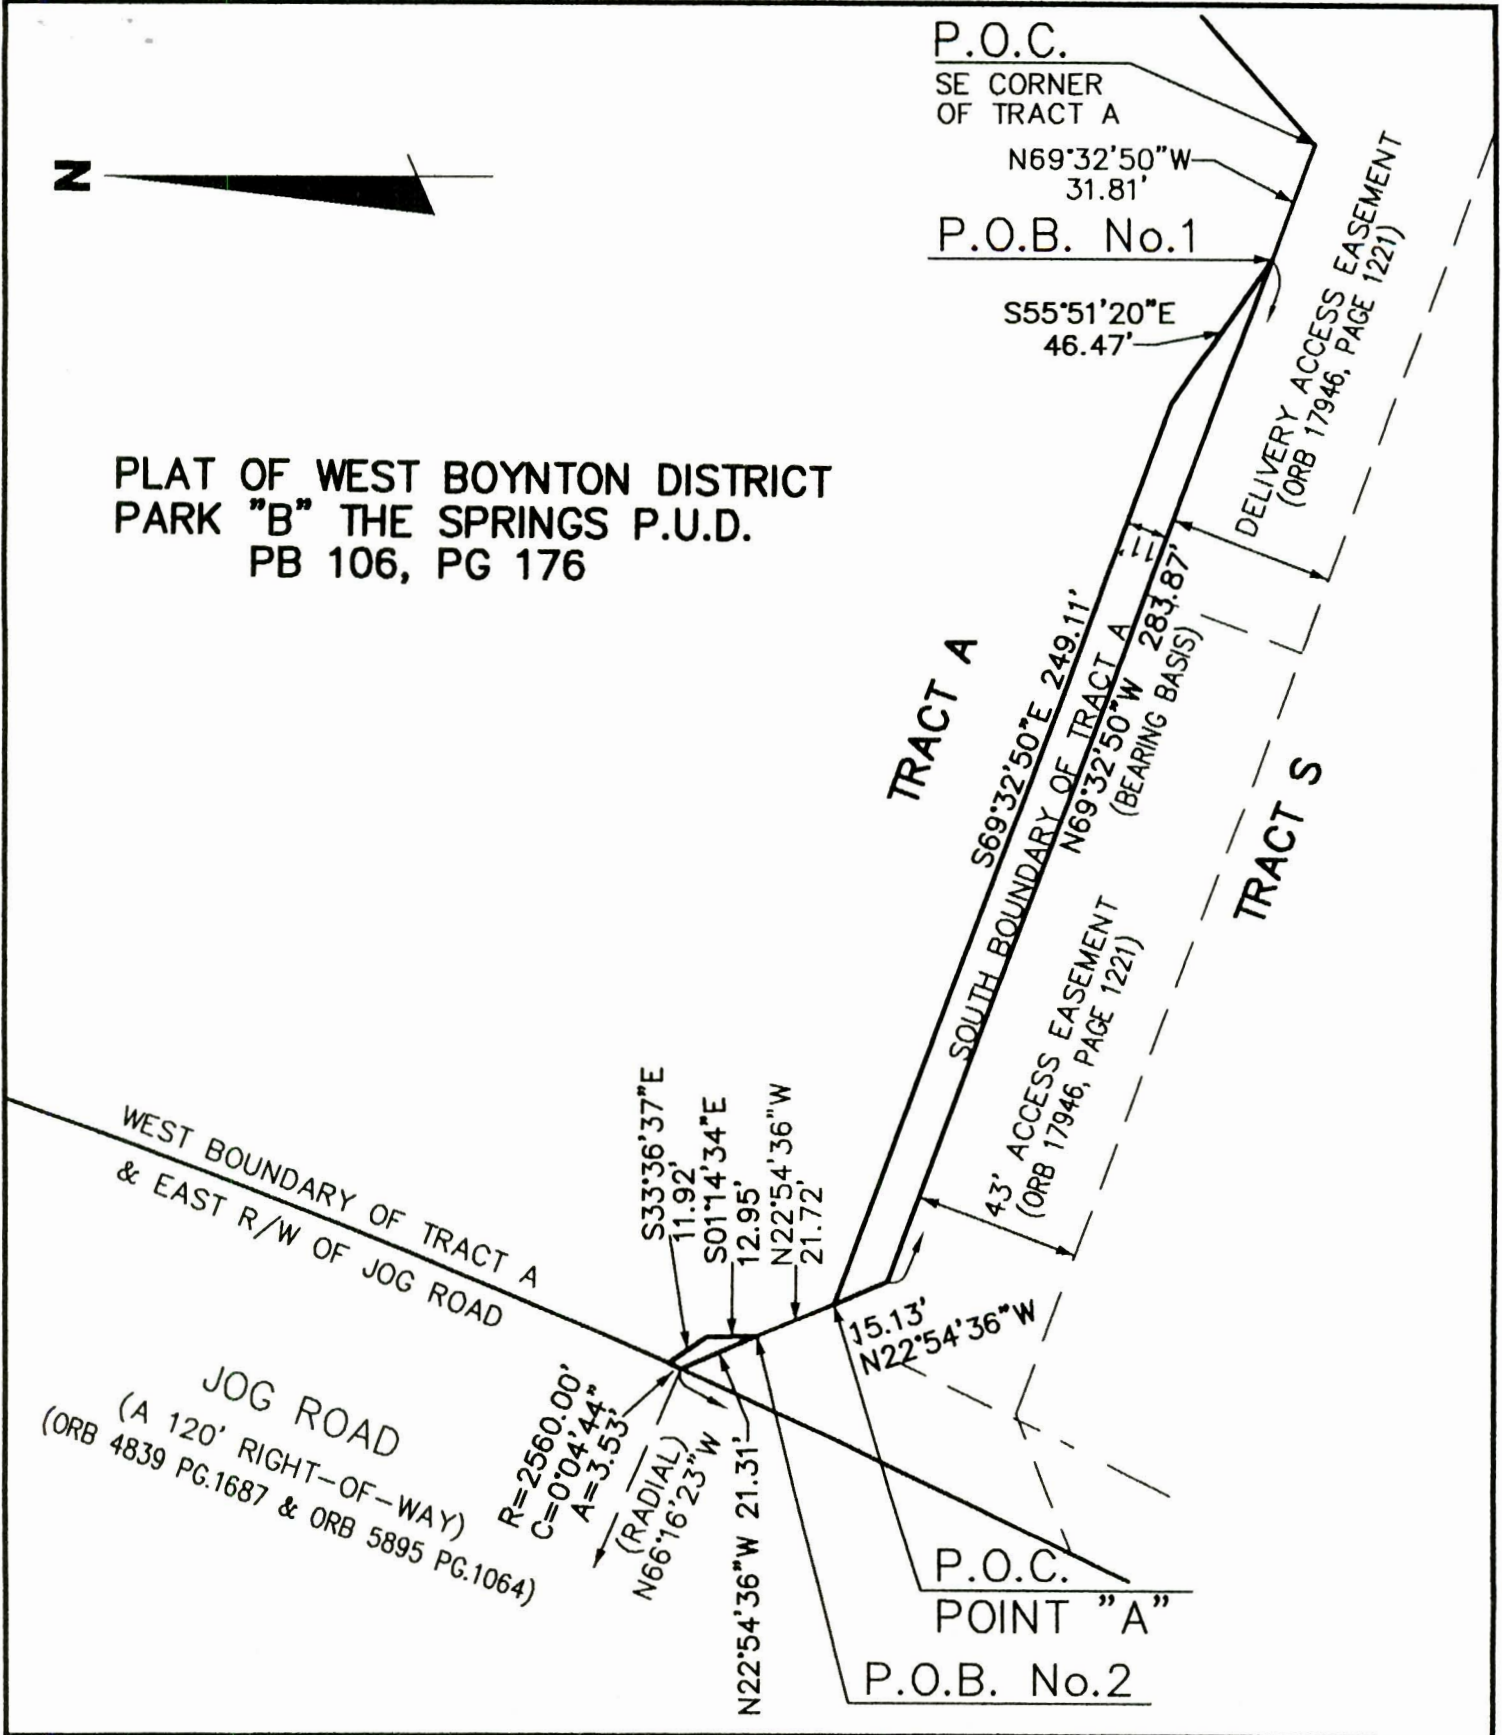 P.O.C.
SE CORNER
OF TRACT A
N69°32'50"W
31.81'
P.O.B. No.1
S55°51'20"E
46.47'
N
DELIVERY ACCESS EASEMENT
(ORB 17946, PAGE 1221)
PLAT OF WEST BOYNTON DISTRICT
PARK "B" THE SPRINGS P.U.D.
PB 106, PG 176
11'
TRACT A
S69°32'50"E 249.11'
SOUTH BOUNDARY OF TRACT A
N69°32'50"W 283.87'
(BEARING BASIS)
TRACT S
43' ACCESS EASEMENT
(ORB 17946, PAGE 1221)
WEST BOUNDARY OF TRACT A
& EAST R/W OF JOG ROAD
S33°36'37"E
11.92'
S01°14'34"E
12.95'
N22°54'36"W
21.72'
15.13'
N22°54'36"W
JOG ROAD
(A 120' RIGHT-OF-WAY)
(ORB 4839 PG.1687 & ORB 5895 PG.1064)
R=2560.00'
C=0°04'44"
A=3.53'
(RADIAL)
N66°16'23"W
N22°54'36"W 21.31'
P.O.C.
POINT "A"
P.O.B. No.2